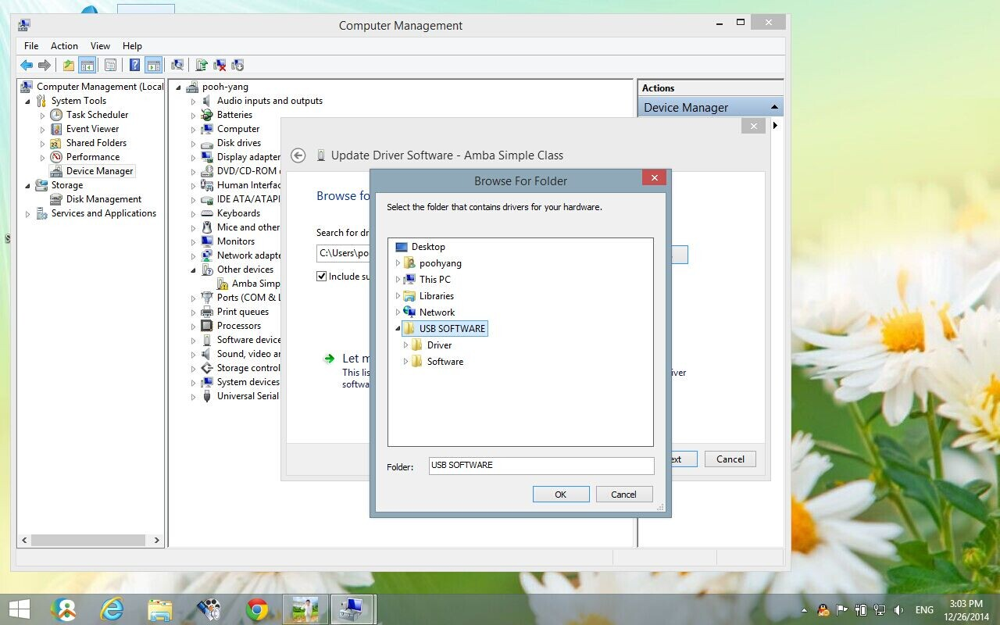 Computer Management
File Action View Help
Computer Management (Local
System Tools
Task Scheduler
Event Viewer
Shared Folders
Performance
Device Manager
Storage
Disk Management
Services and Applications
pooh-yang
Audio inputs and outputs
Batteries
Computer
Disk drives
Display adapter
DVD/CD-ROM
Human Interfac
IDE ATA/ATAPI
Keyboards
Mice and other
Monitors
Network adapte
Other devices
Amba Simp
Ports (COM & L
Print queues
Processors
Software device
Sound, video ar
Storage control
System devices
Universal Serial
Actions
Device Manager
Update Driver Software - Amba Simple Class
Browse fo
Search for dr
C:\Users\po
Include su
Let m
This lis
softwa
iver
ext
Cancel
Browse For Folder
Select the folder that contains drivers for your hardware.
Desktop
poohyang
This PC
Libraries
Network
USB SOFTWARE
Driver
Software
Folder: USB SOFTWARE
OK Cancel
ENG
3:03 PM
12/26/2014